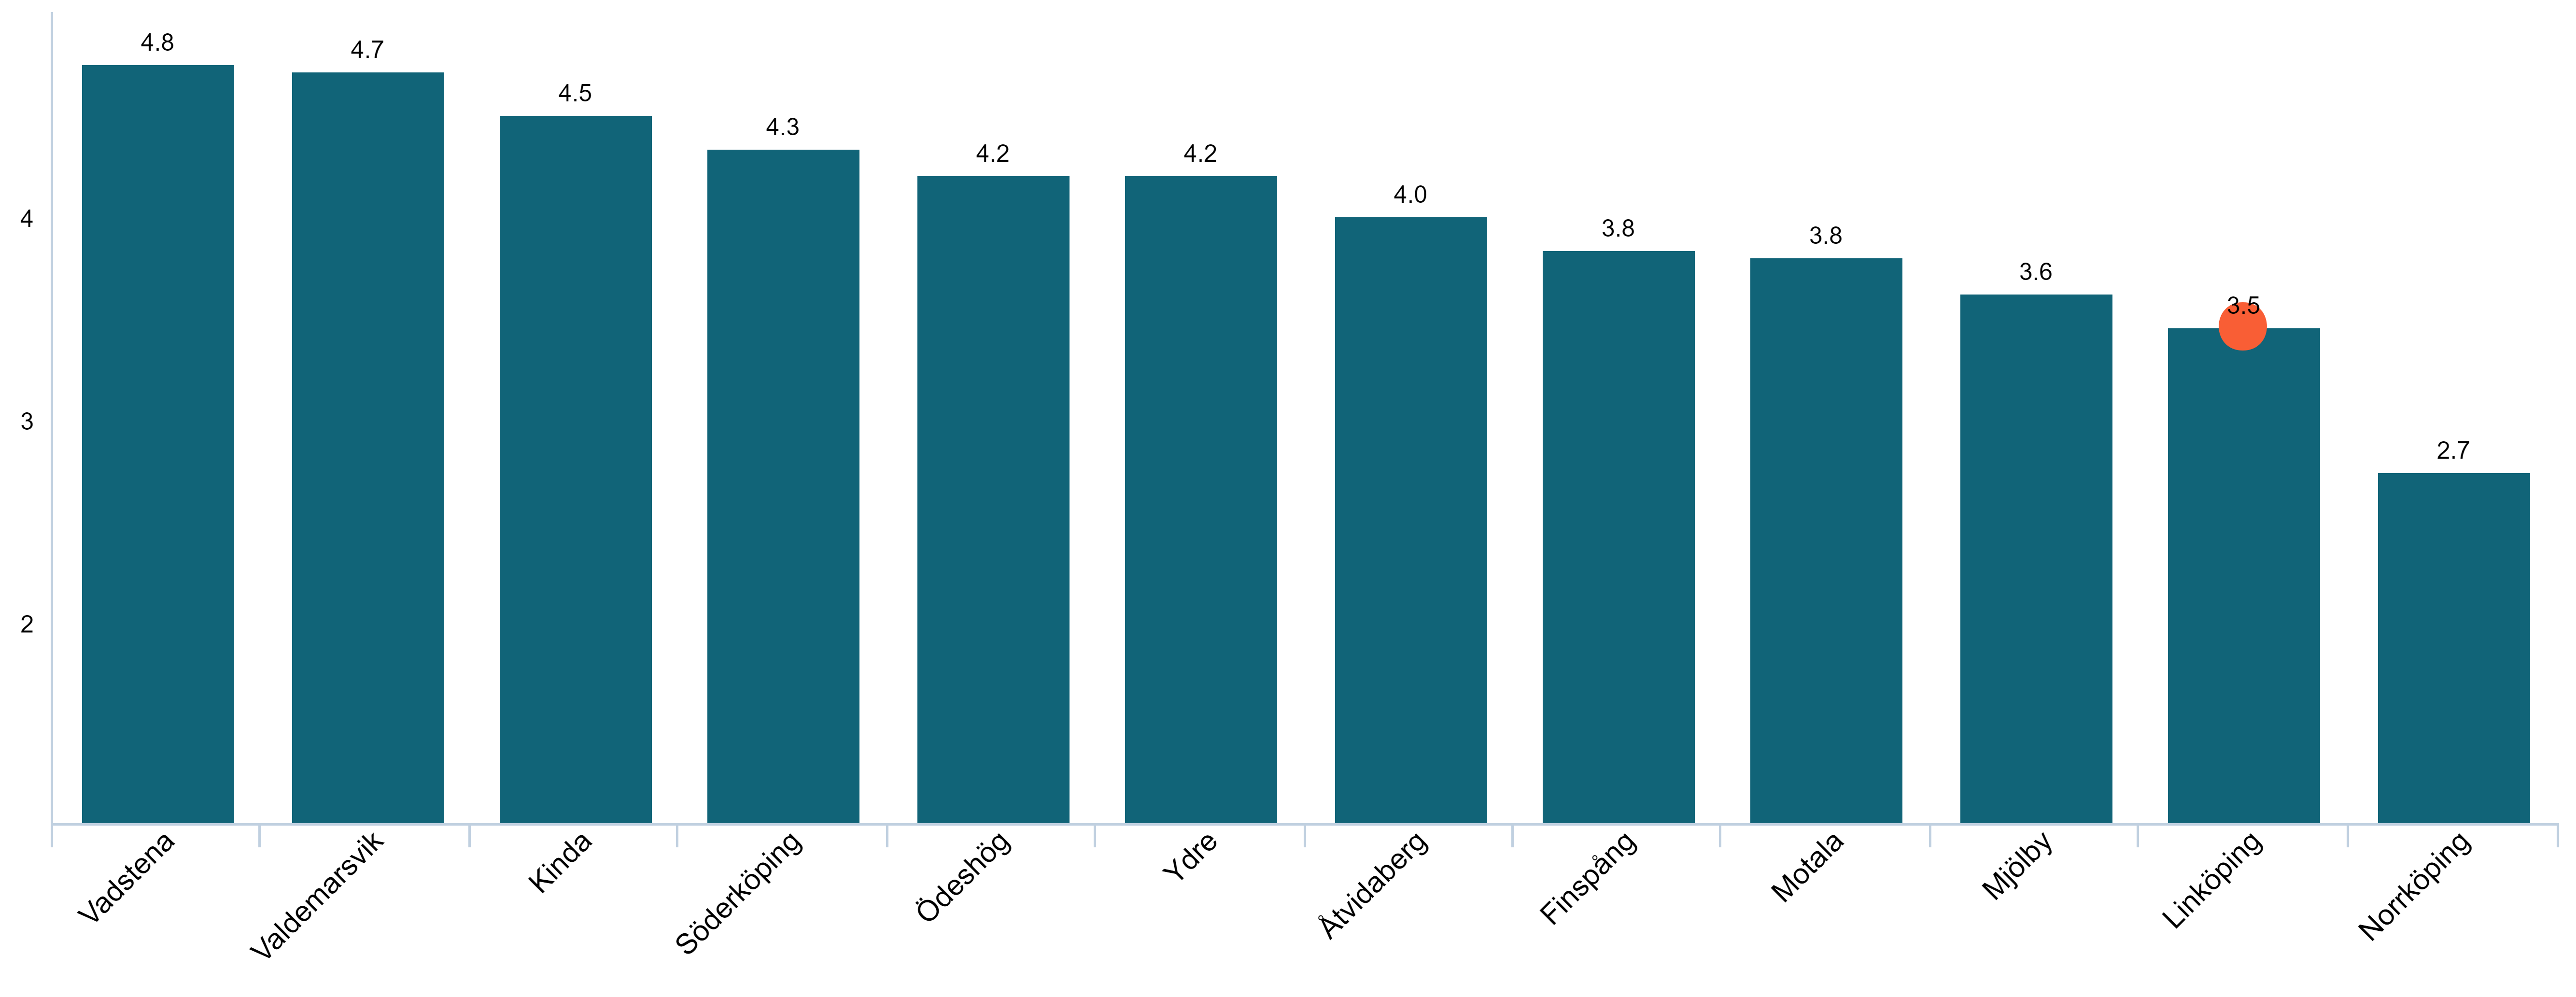 4.8
4.7
4.5
4.3
4.2
4.2
4.0
3.8
3.8
3.6
3.5
2.7
4
3
2
Vadstena
Valdemarsvik
Kinda
Söderköping
Ödeshög
Ydre
Åtvidaberg
Finspång
Motala
Mjölby
Linköping
Norrköping